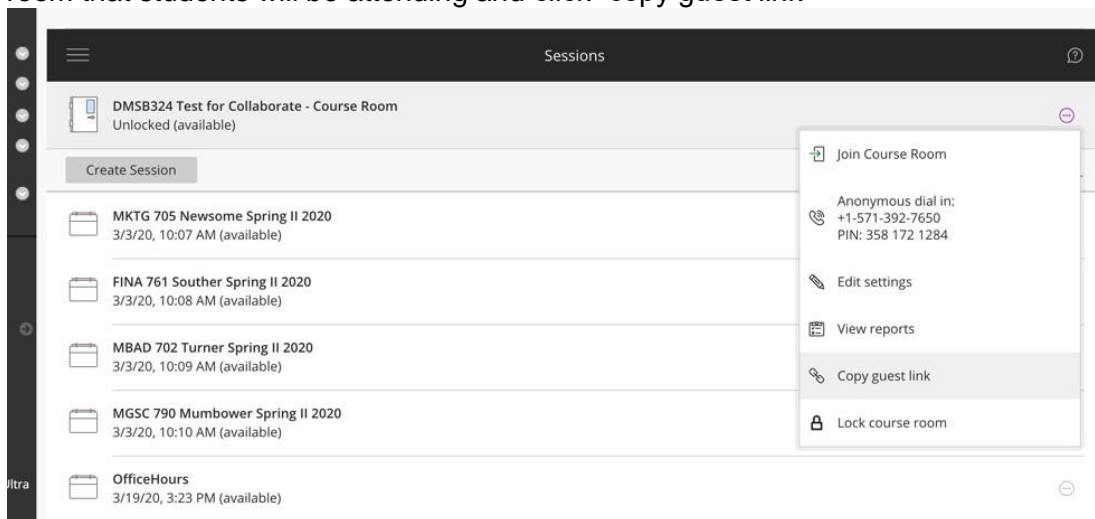 room that students will be attending and click "copy guest link"
Sessions
DMSB324 Test for Collaborate - Course Room
Unlocked (available)
Join Course Room
Create Session
Anonymous dial in:
+1-571-392-7650
PIN: 358 172 1284
MKTG 705 Newsome Spring II 2020
3/3/20, 10:07 AM (available)
FINA 761 Souther Spring II 2020
3/3/20, 10:08 AM (available)
Edit settings
View reports
MBAD 702 Turner Spring II 2020
3/3/20, 10:09 AM (available)
Copy guest link
MGSC 790 Mumbower Spring II 2020
3/3/20, 10:10 AM (available)
Lock course room
OfficeHours
3/19/20, 3:23 PM (available)